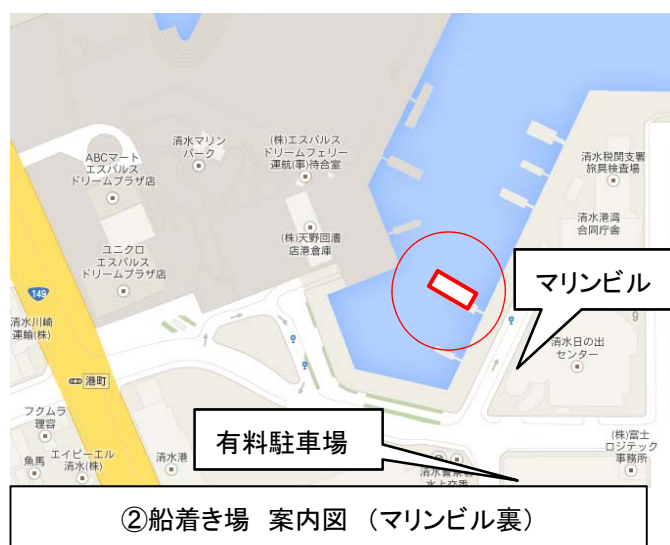 清水マリン
パーク
(株)エスパルス
ドリームフェリー
運航(事)待合室
ABCマート
エスパルス
ドリームプラザ店
清水税関支署
旅具検査場
清水港湾
合同庁舎
(株)天野回漕
店港倉庫
ユニクロ
エスパルス
ドリームプラザ店
マリンビル
149
清水川崎
運輸(株)
9
清水日の出
センター
港町
フクムラ
理容
有料駐車場
(株)富士
ロジテック
事務所
魚馬
エイピーエル
清水(株)
清水港
②船着き場 案内図 (マリンビル裏)